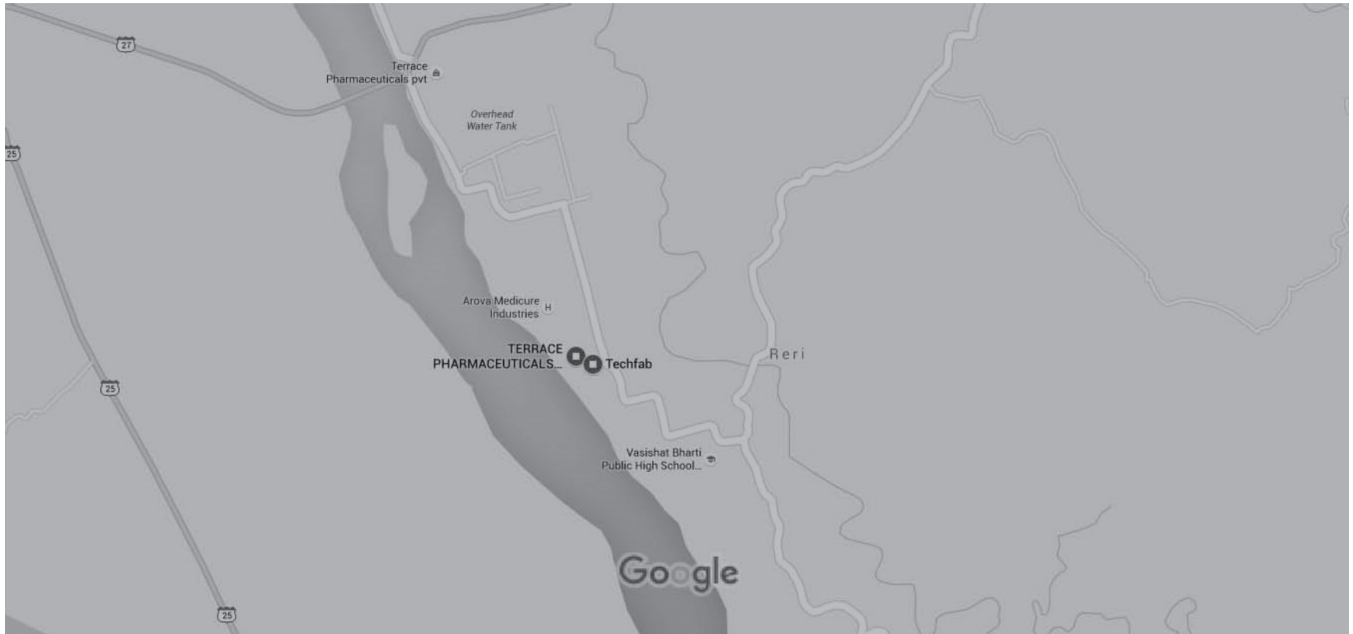 27
Terrace
Pharmaceuticals pvt
Overhead
Water Tank
25
Arova Medicure
Industries
TERRACE
PHARMACEUTICALS...
Techfab
Reri
25
Vasishat Bharti
Public High School...
Google
25